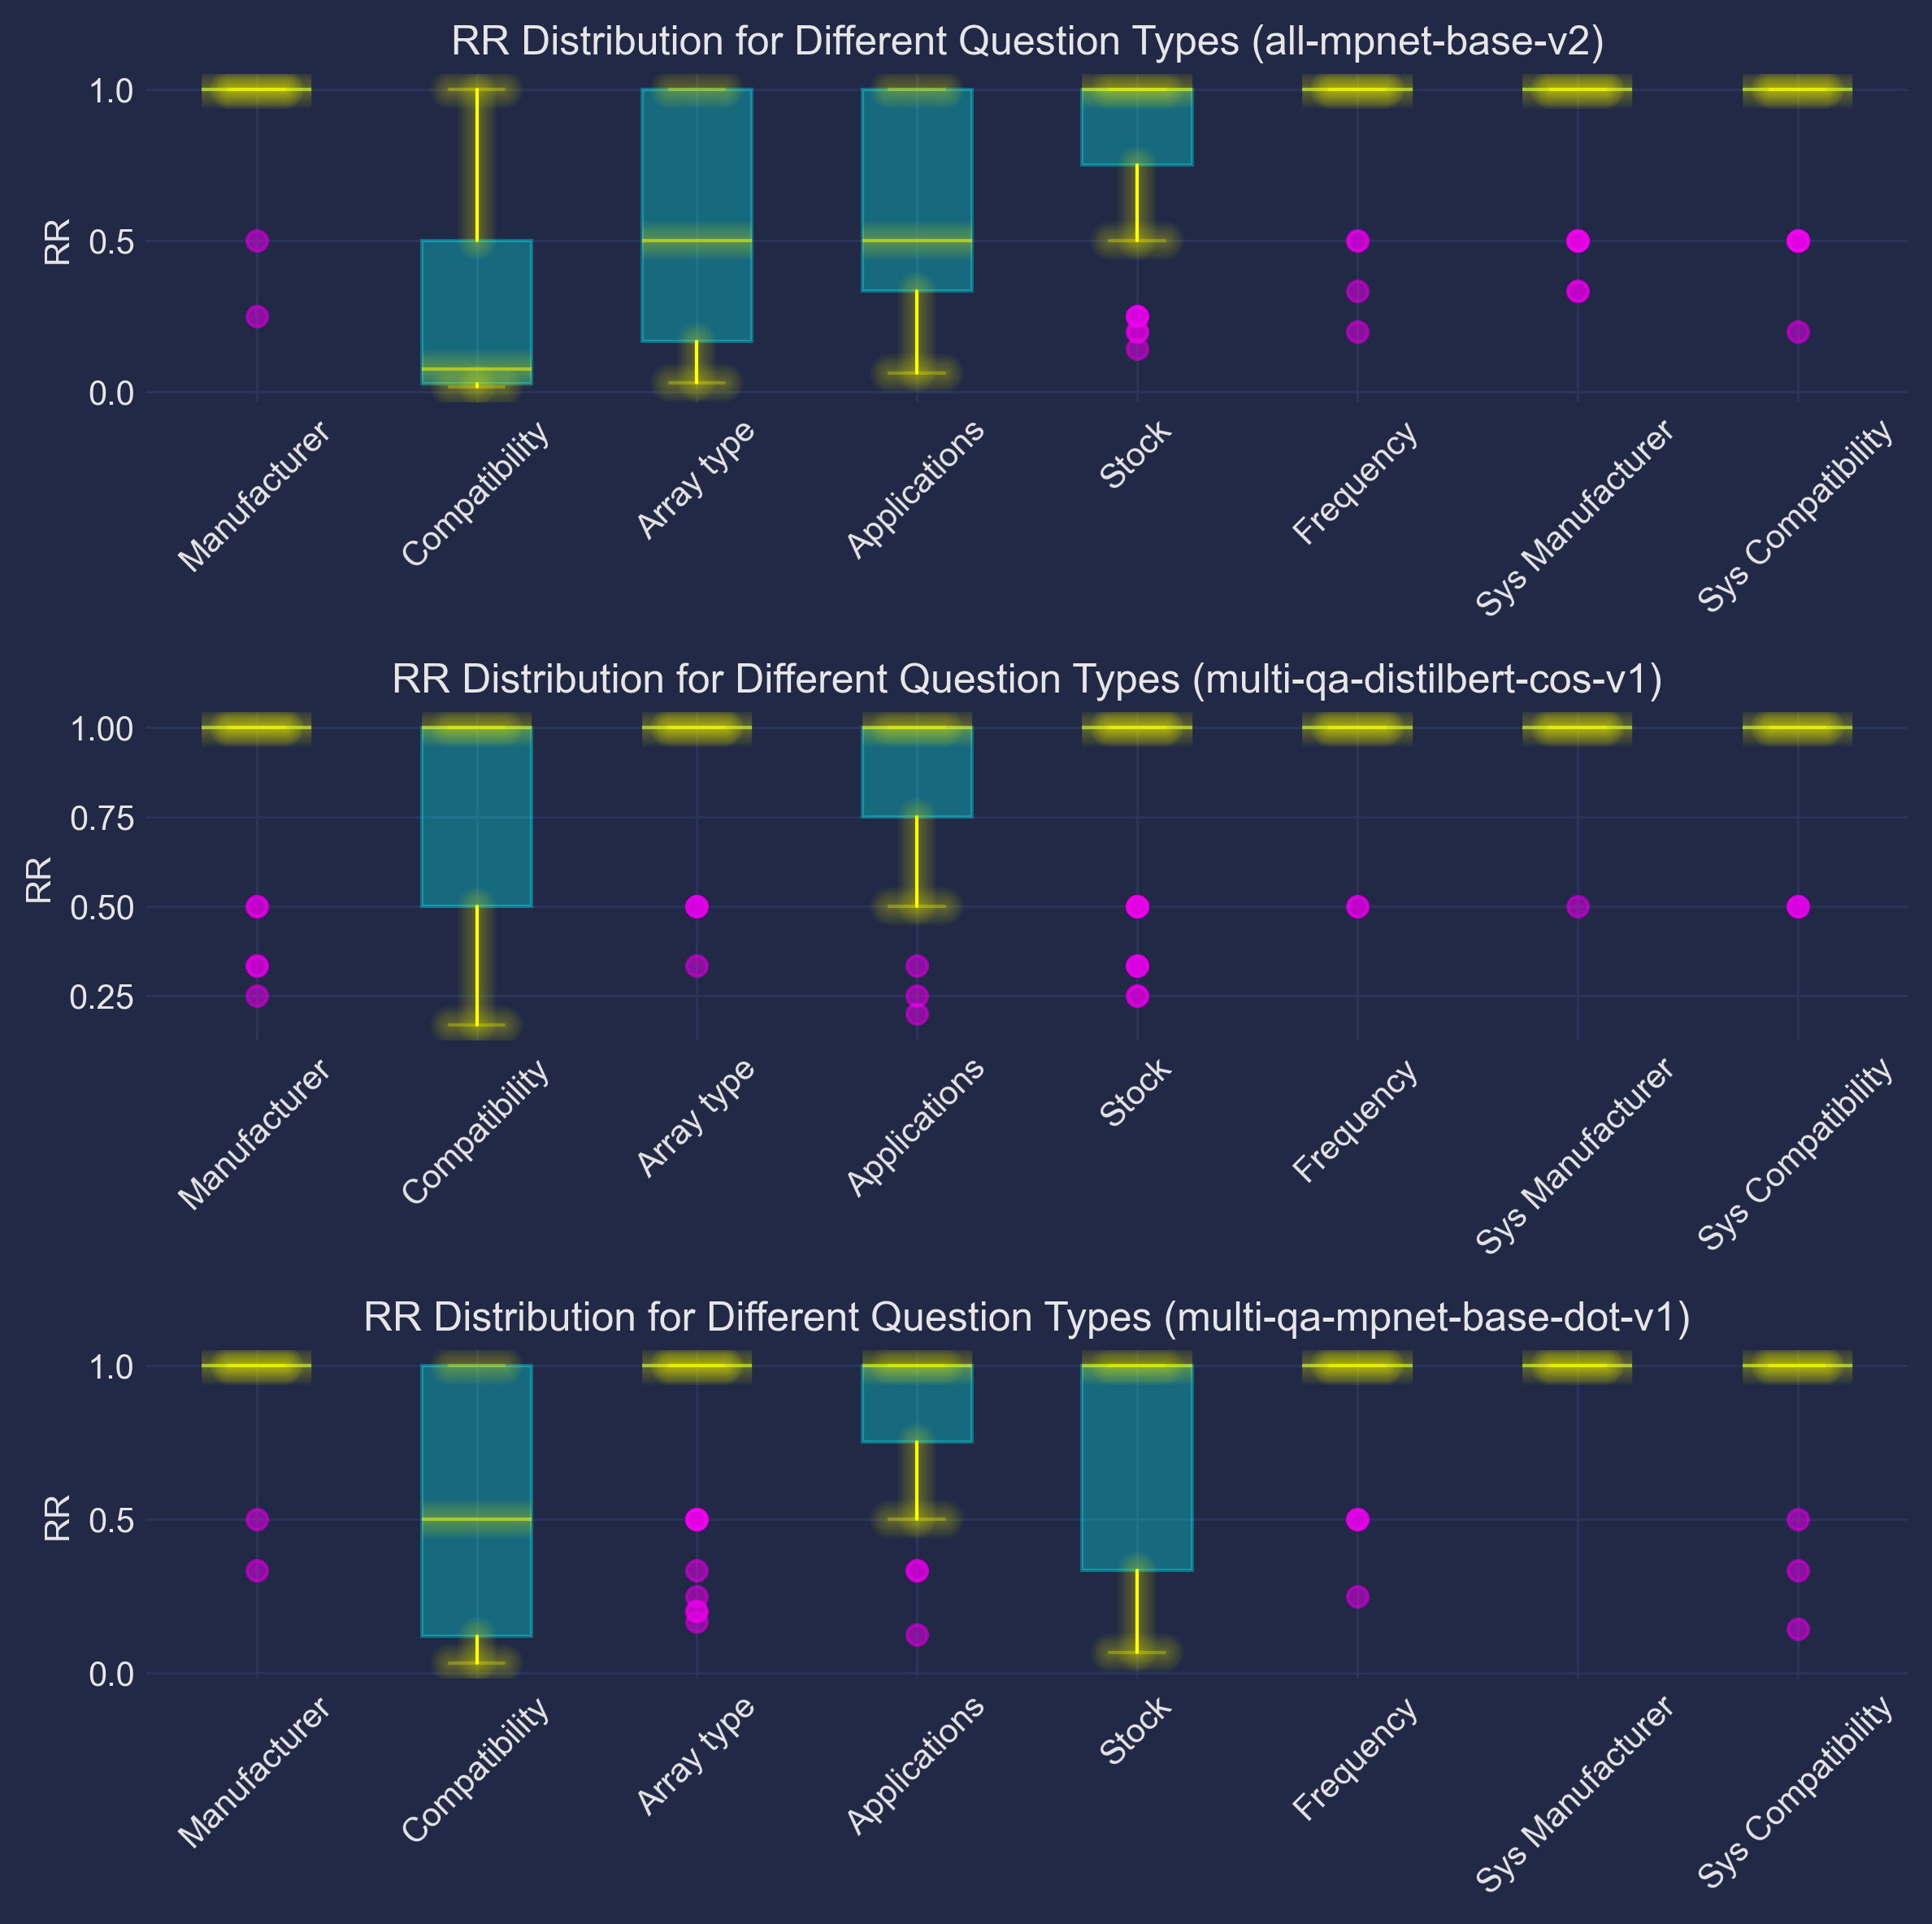 RR Distribution for Different Question Types (all-mpnet-base-v2)
1.0
0.5
0.0
RR
Manufacturer
Compatibility
Array type
Applications
Stock
Frequency
Sys Manufacturer
Sys Compatibility
RR Distribution for Different Question Types (multi-qa-distilbert-cos-v1)
1.00
0.75
0.50
0.25
RR
Manufacturer
Compatibility
Array type
Applications
Stock
Frequency
Sys Manufacturer
Sys Compatibility
RR Distribution for Different Question Types (multi-qa-mpnet-base-dot-v1)
1.0
0.5
0.0
RR
Manufacturer
Compatibility
Array type
Applications
Stock
Frequency
Sys Manufacturer
Sys Compatibility